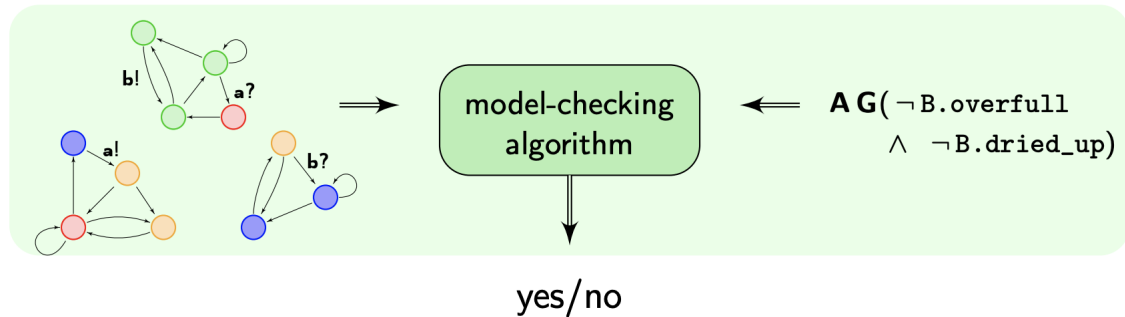 b!
a?
a!
b?
model-checking
algorithm
A G(¬ B.overfull
∧ ¬ B.dried_up)
yes/no